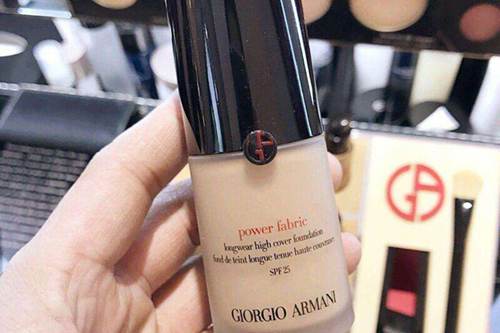 power fabric
longwear high cover foundation
fond de teint longue tenue haute couvrance
SPF 25
GIORGIO ARMANI